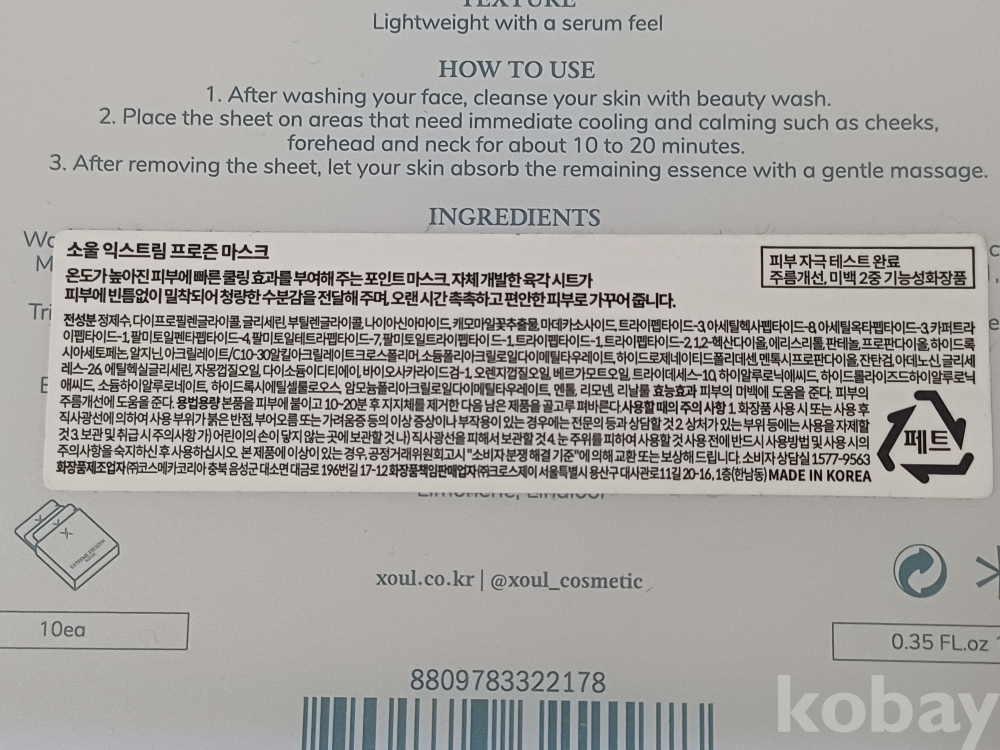 TEXTURE
Lightweight with a serum feel
HOW TO USE
1. After washing your face, cleanse your skin with beauty wash.
2. Place the sheet on areas that need immediate cooling and calming such as cheeks,
forehead and neck for about 10 to 20 minutes.
3. After removing the sheet, let your skin absorb the remaining essence with a gentle massage.
INGREDIENTS
소울 익스트림 프로즌 마스크
온도가 높아진 피부에 빠른 쿨링 효과를 부여해 주는 포인트 마스크. 자체 개발한 육각 시트가
피부에 빈틈없이 밀착되어 청량한 수분감을 전달해 주며, 오랜 시간 촉촉하고 편안한 피부로 가꾸어 줍니다.
피부 자극 테스트 완료
주름개선, 미백 2중 기능성화장품
전성분 정제수, 다이프로필렌글라이콜, 글리세린, 부틸렌글라이콜, 나이아신아마이드, 캐모마일꽃추출물, 마데카소사이드, 트라이펩타이드-3, 아세틸헥사펩타이드-8, 아세틸옥타펩타이드-3, 카퍼트라
이펩타이드-1, 팔미토일펜타펩타이드-4, 팔미토일테트라펩타이드-7, 팔미토일트라이펩타이드-1, 트라이펩타이드-1, 트라이펩타이드-2, 1,2-헥산다이올, 에리스리톨, 판테놀, 프로판다이올, 하이드록
시아세토페논, 알지닌, 아크릴레이트/C10-30알킬아크릴레이트크로스폴리머, 소듐폴리아크릴로일다이메틸타우레이트, 하이드로제네이티드폴리데센, 멘톡시프로판다이올, 잔탄검, 아데노신, 글리세
레스-26, 에틸헥실글리세린, 자몽껍질오일, 다이소듐이디티에이, 바이오사카라이드검-1, 오렌지껍질오일, 베르가모트오일, 트라이데세스-10, 하이알루로닉애씨드, 하이드롤라이즈드하이알루로닉
애씨드, 소듐하이알루로네이트, 하이드록시에틸셀룰로오스, 암모늄폴리아크릴로일다이메틸타우레이트, 멘톨, 리모넨, 리날룰 효능효과 피부의 미백에 도움을 준다. 피부의
주름개선에 도움을 준다. 용법용량 본품을 피부에 붙이고 10~20분 후 지지체를 제거한 다음 남은 제품을 골고루 펴바른다. 사용할 때의 주의 사항 1. 화장품 사용 시 또는 사용 후
직사광선에 의하여 사용 부위가 붉은 반점, 부어오름 또는 가려움증 등의 이상 증상이나 부작용이 있는 경우에는 전문의 등과 상담할 것 2. 상처가 있는 부위 등에는 사용을 자제할
것 3. 보관 및 취급 시 주의사항 가) 어린이의 손이 닿지 않는 곳에 보관할 것 나) 직사광선을 피해서 보관할 것 4. 눈 주위를 피하여 사용할 것 사용 전에 반드시 사용방법 및 사용 시의
주의사항을 숙지하신 후 사용하십시오. 본 제품에 이상이 있는 경우, 공정거래위원회고시 "소비자 분쟁 해결 기준"에 의해 교환 또는 보상해 드립니다. 소비자 상담실 1577-9563
화장품제조업자 ㈜코스메카코리아 충북 음성군 대소면 대금로 196번길 17-12 화장품책임판매업자 ㈜크로스제이 서울특별시 용산구 대사관로11길 20-16, 1층(한남동) MADE IN KOREA
페트
Limonene, Linalool
EXTREME FROZEN
MASK
xoul.co.kr | @xoul_cosmetic
10ea
0.35 FL.oz
8809783322178
kobay